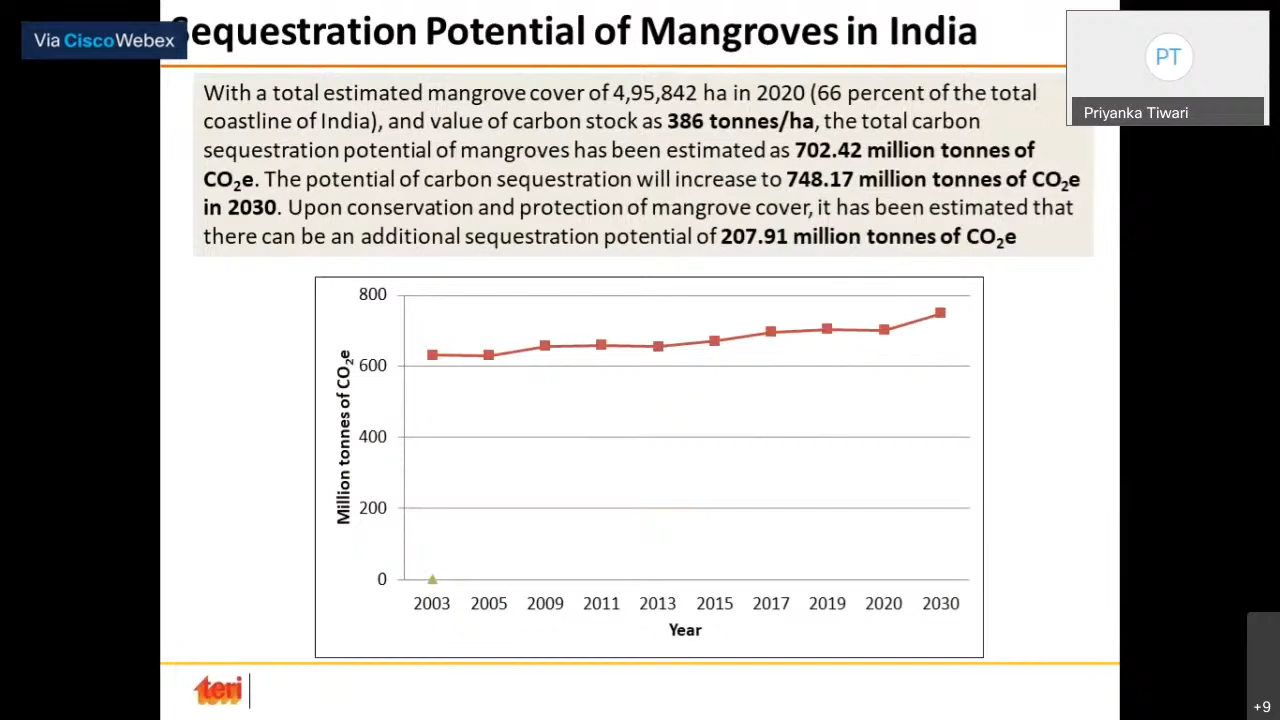 Sequestration Potential of Mangroves in India
Via CiscoWebex
PT
Priyanka Tiwari
With a total estimated mangrove cover of 4,95,842 ha in 2020 (66 percent of the total
coastline of India), and value of carbon stock as 386 tonnes/ha, the total carbon
sequestration potential of mangroves has been estimated as 702.42 million tonnes of
CO₂e. The potential of carbon sequestration will increase to 748.17 million tonnes of CO₂e
in 2030. Upon conservation and protection of mangrove cover, it has been estimated that
there can be an additional sequestration potential of 207.91 million tonnes of CO₂e
Million tonnes of CO₂e
800
600
400
200
0
2003 2005 2009 2011 2013 2015 2017 2019 2020 2030
Year
teri
+9